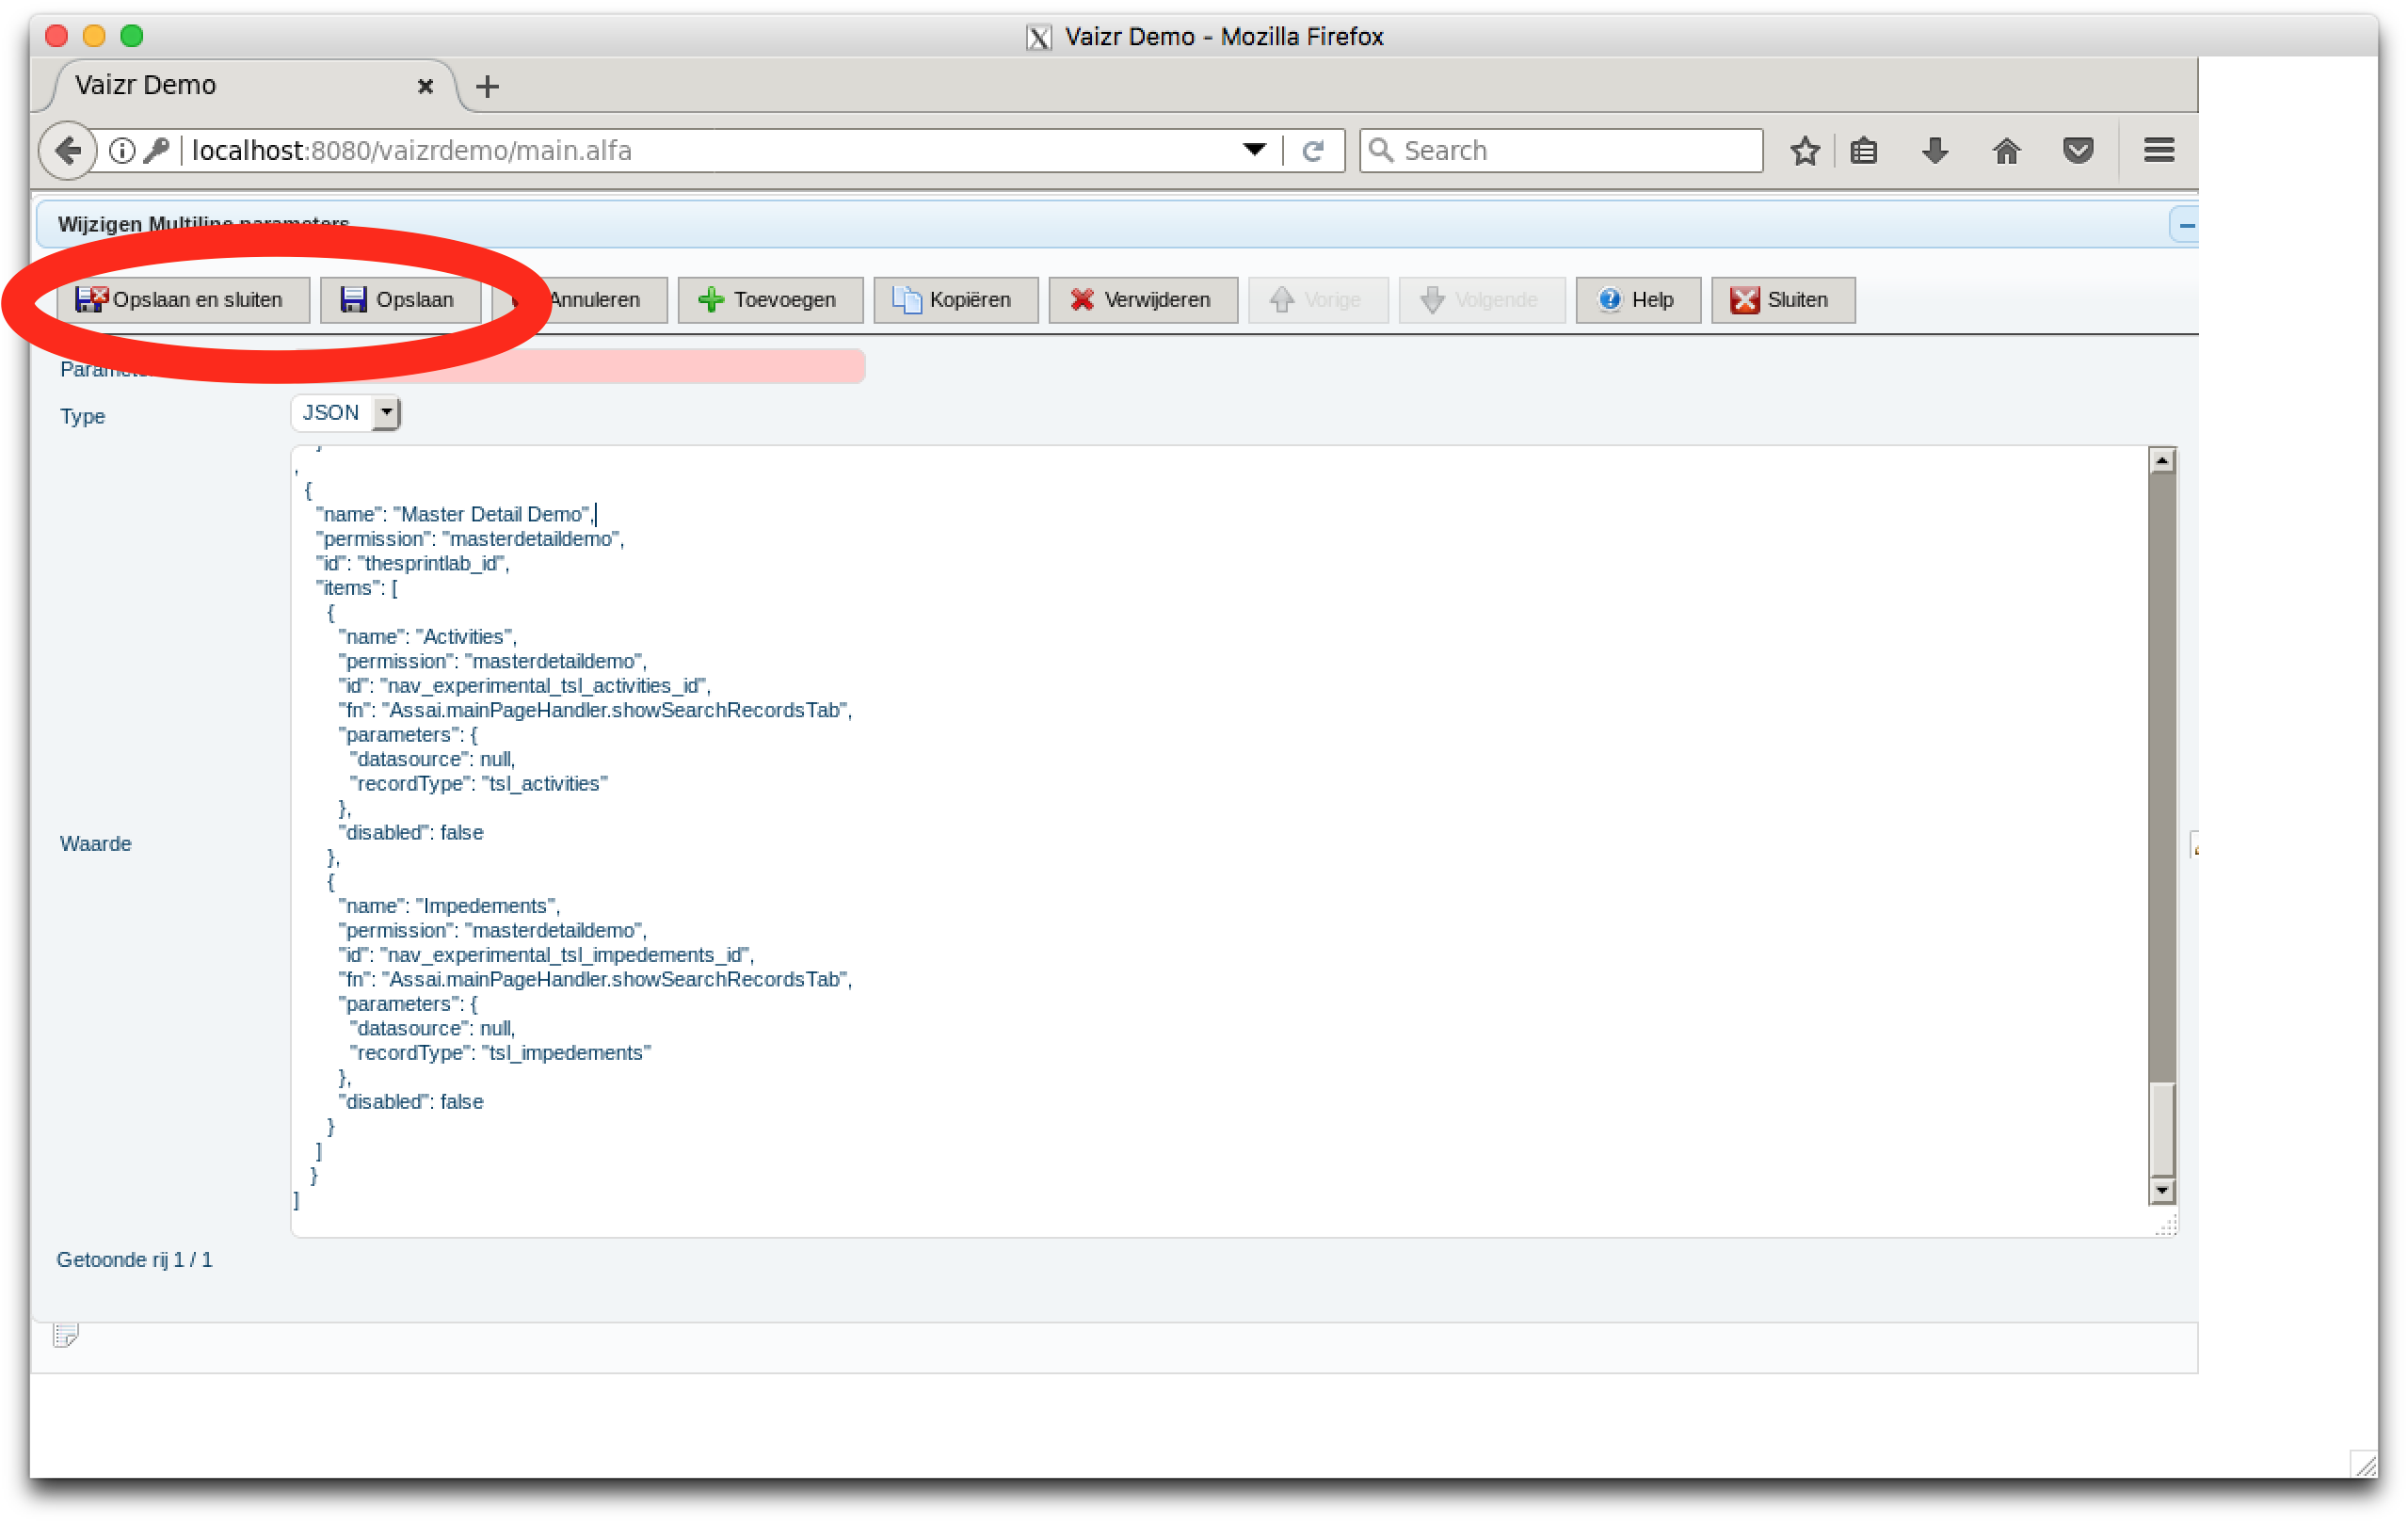 Vaizr Demo - Mozilla Firefox
Vaizr Demo
localhost:8080/vaizrdemo/main.alfa
Search
Wijzigen Multiline parameters
Opslaan en sluiten Opslaan Annuleren Toevoegen Kopiëren Verwijderen Vorige Volgende Help Sluiten
Type JSON
}
,
{
"name": "Master Detail Demo",
"permission": "masterdetaildemo",
"id": "thesprintlab_id",
"items": [
{
"name": "Activities",
"permission": "masterdetaildemo",
"id": "nav_experimental_tsl_activities_id",
"fn": "Assai.mainPageHandler.showSearchRecordsTab",
"parameters": {
"datasource": null,
"recordType": "tsl_activities"
},
"disabled": false
Waarde
},
{
"name": "Impedements",
"permission": "masterdetaildemo",
"id": "nav_experimental_tsl_impedements_id",
"fn": "Assai.mainPageHandler.showSearchRecordsTab",
"parameters": {
"datasource": null,
"recordType": "tsl_impedements"
},
"disabled": false
}
]
}
]
Getoonde rij 1 / 1